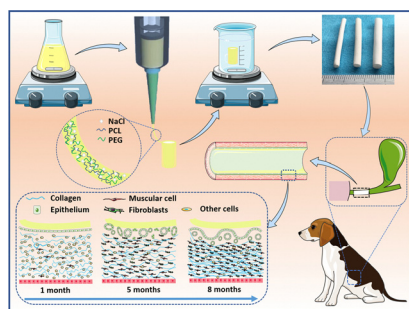 NaCl
PCL
PEG
Collagen
Muscular cell
Epithelium
Fibroblasts
Other cells
1 month
5 months
8 months